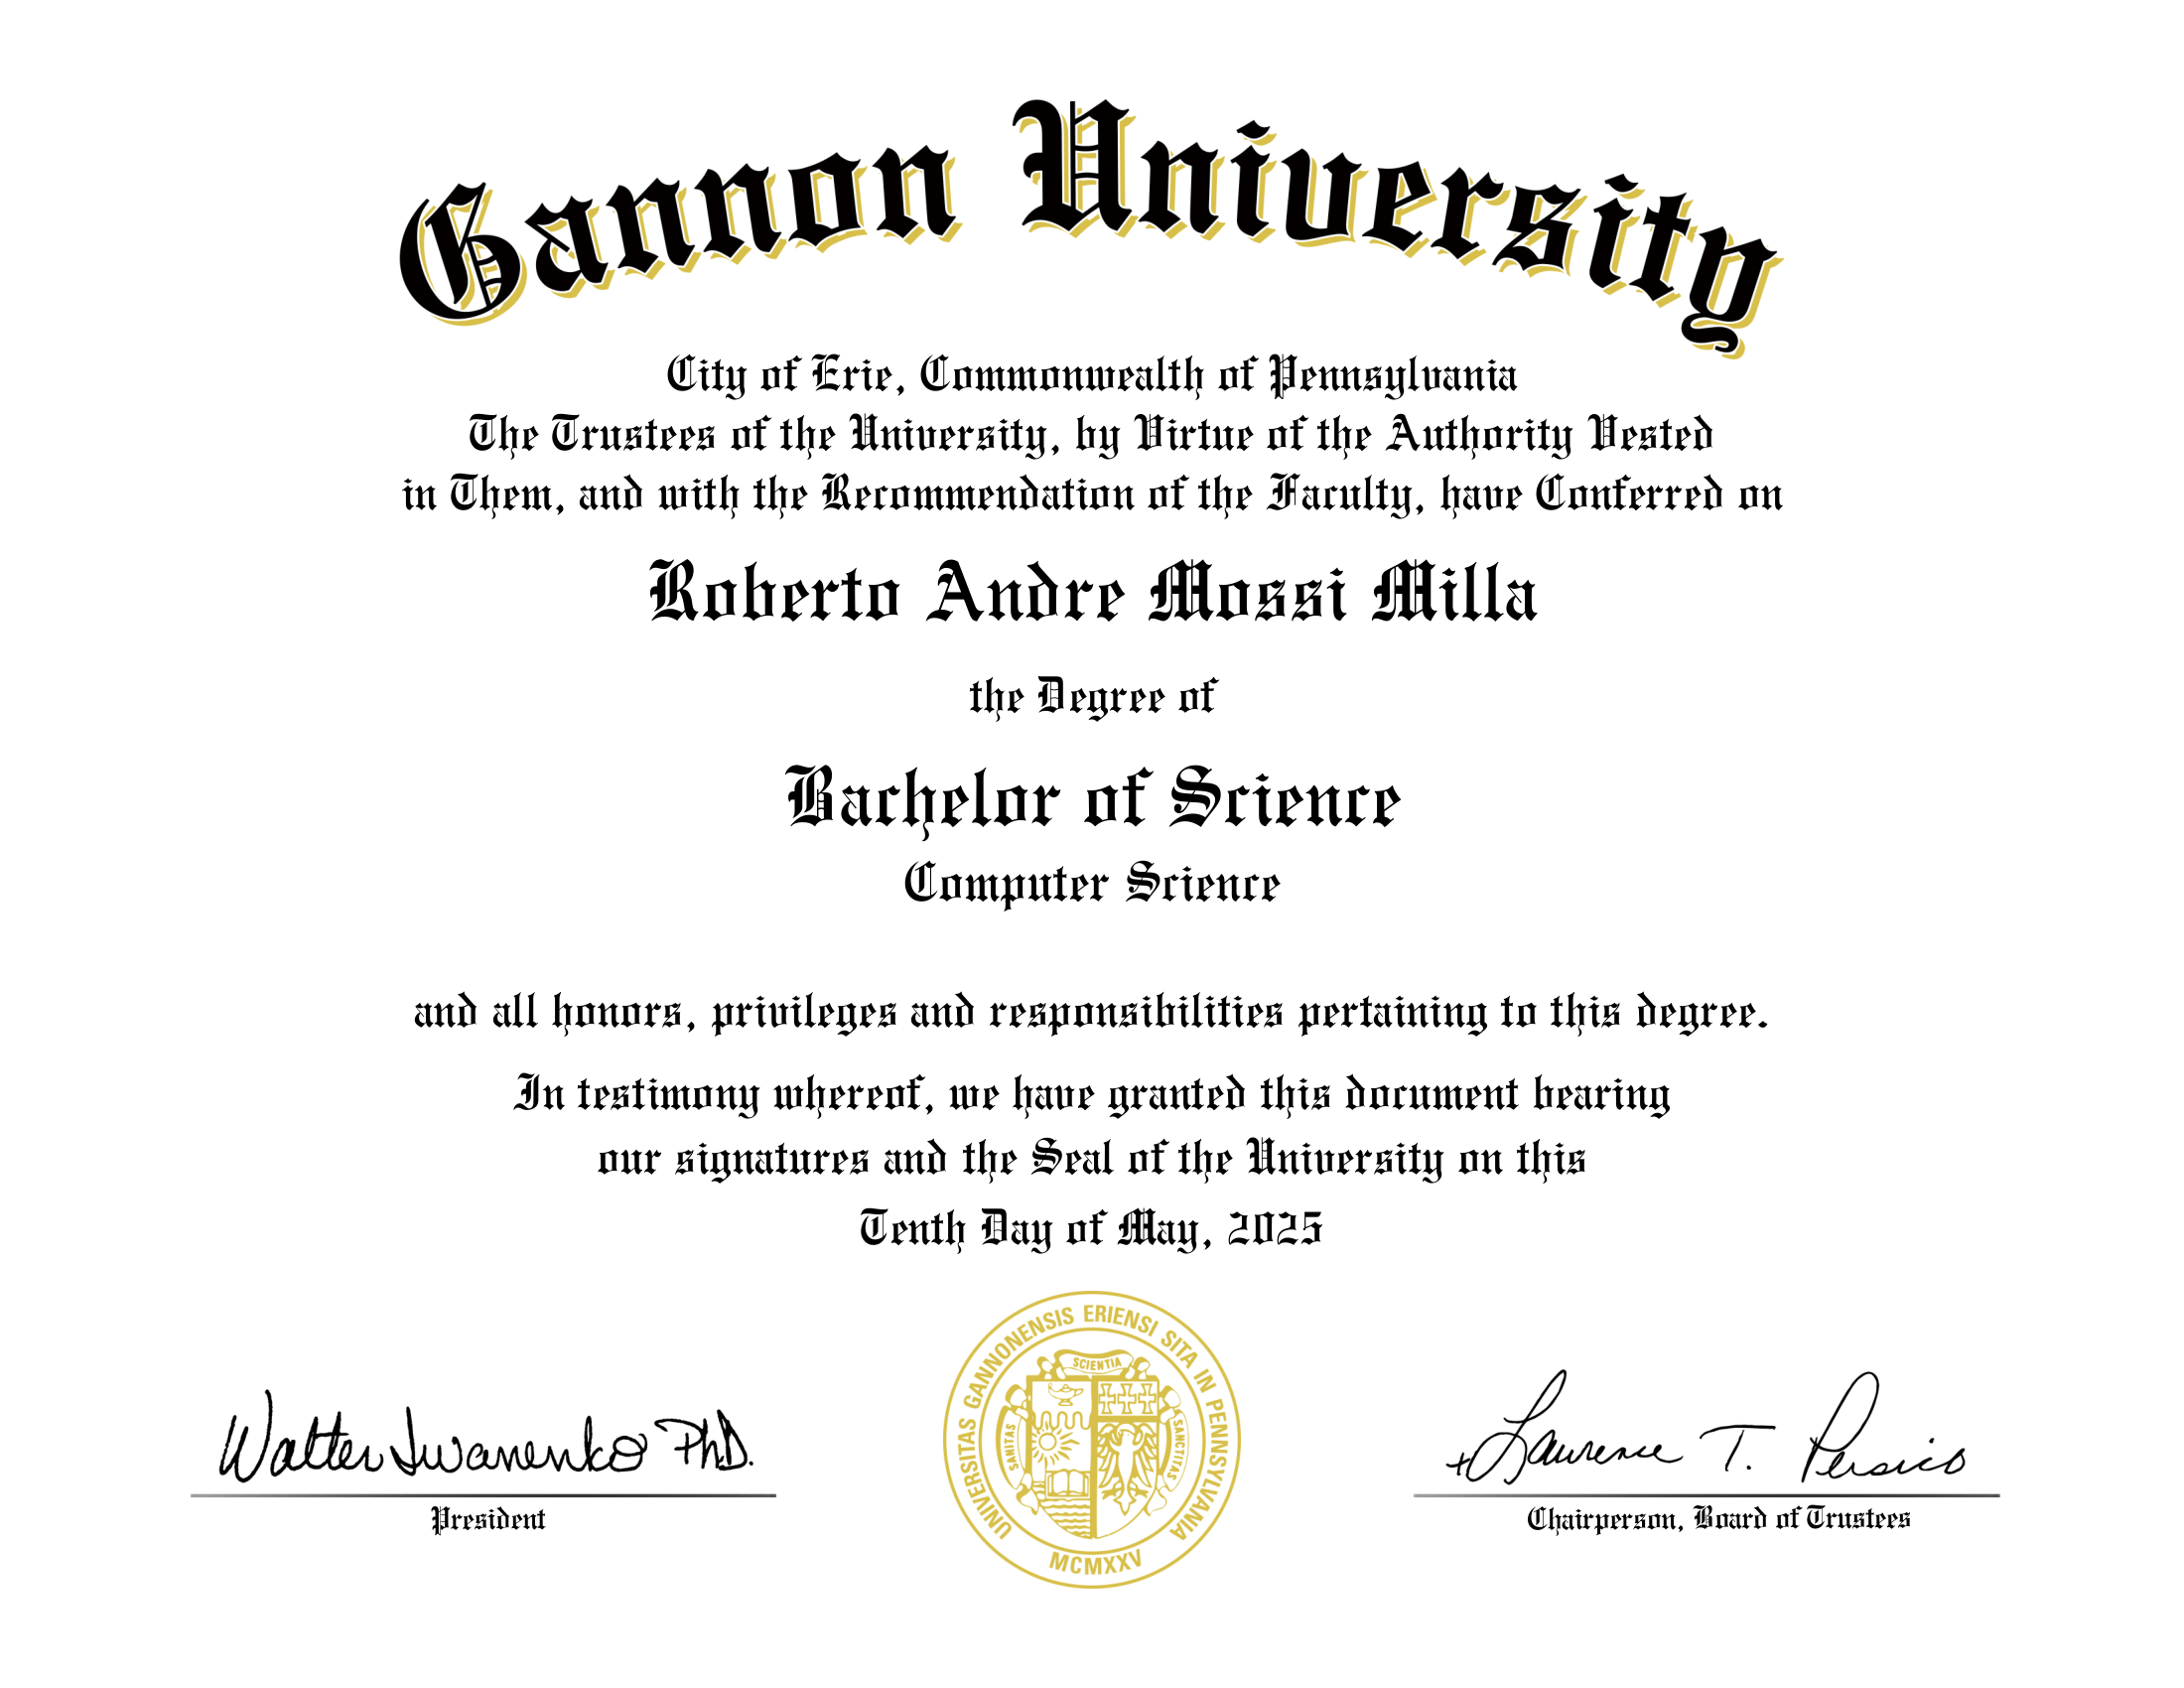 Gannon University
City of Erie, Commonwealth of Pennsylvania
The Trustees of the University, by Virtue of the Authority Vested
in Them, and with the Recommendation of the Faculty, have Conferred on
Roberto Andre Mossi Milla
the Degree of
Bachelor of Science
Computer Science
and all honors, privileges and responsibilities pertaining to this degree.
In testimony whereof, we have granted this document bearing
our signatures and the Seal of the University on this
Tenth Day of May, 2025
Walter Iwanenko PhD.
President
UNIVERSITAS GANNONENSIS ERIENSI SITA IN PENNSYLVANIA
SCIENTIA
SANITAS
SANCTITAS
MCMXXV
+Lawrence T. Persico
Chairperson, Board of Trustees